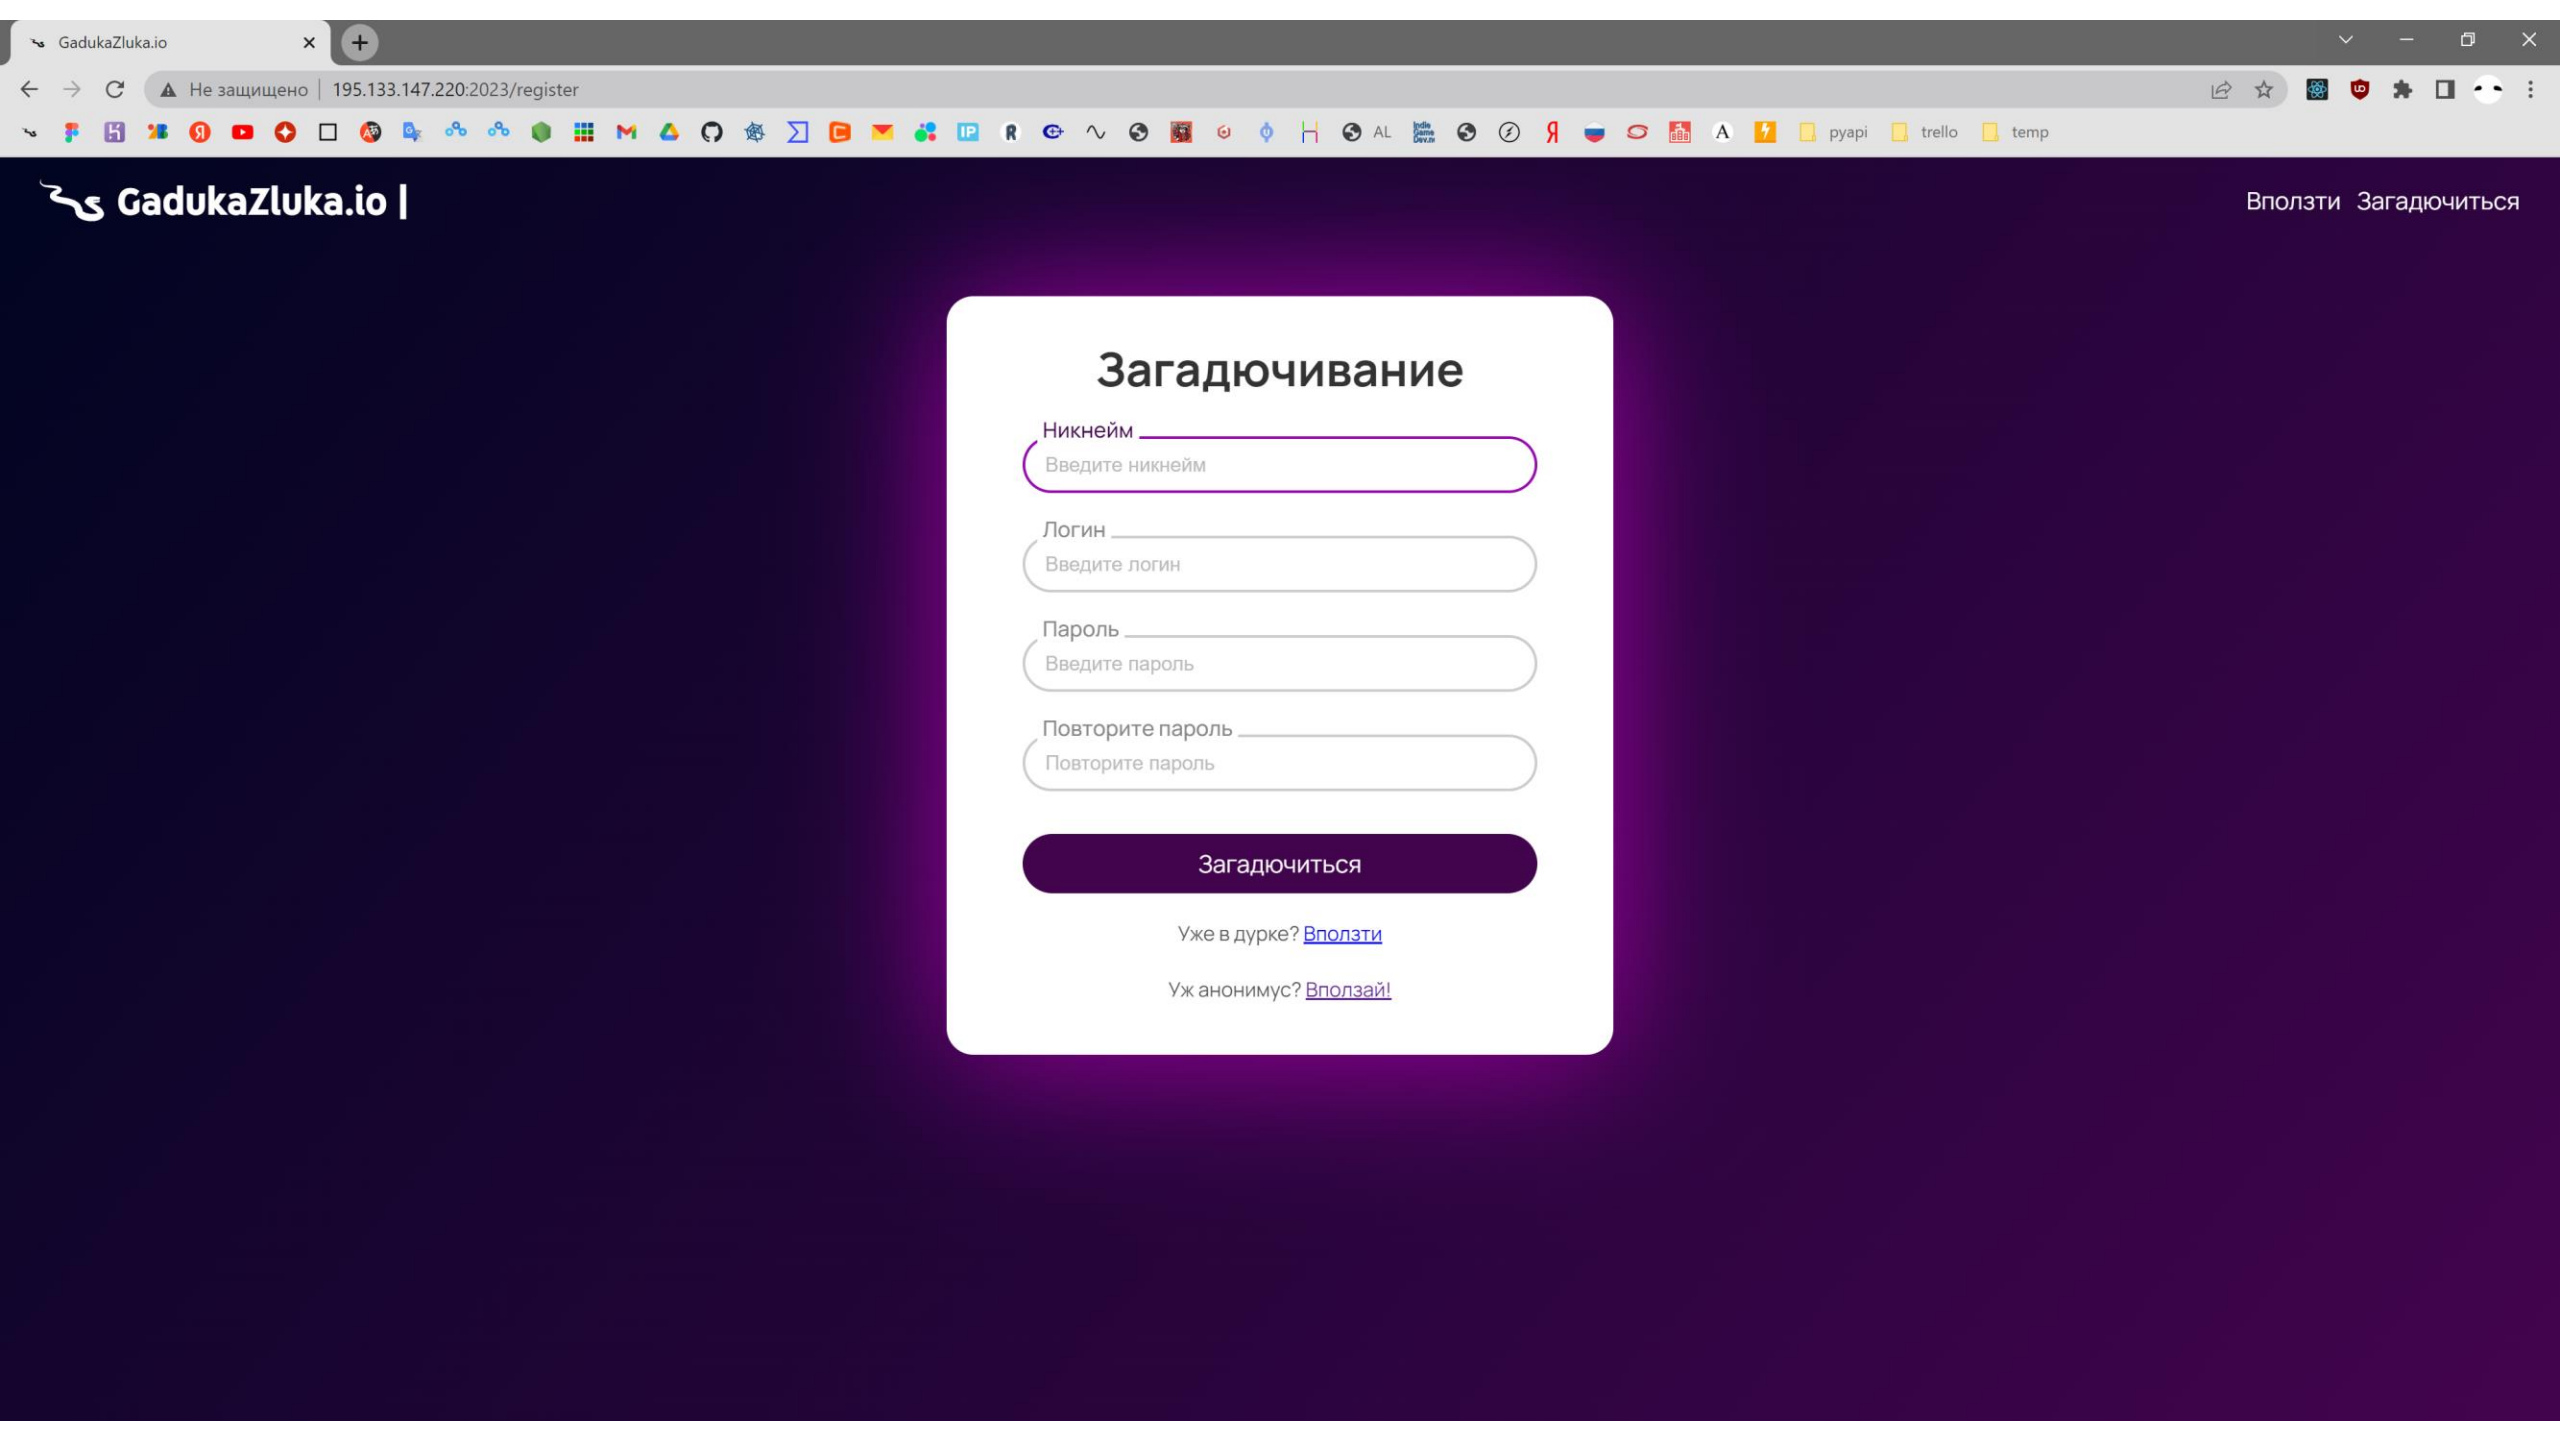 GadukaZluka.io
Не защищено | 195.133.147.220:2023/register
AL
pyapi
trello
temp
GadukaZluka.io |
Вползти Загадючиться
Загадючивание
Никнейм
Введите никнейм
Логин
Введите логин
Пароль
Введите пароль
Повторите пароль
Повторите пароль
Загадючиться
Уже в дурке? Вползти
Уж анонимус? Вползай!